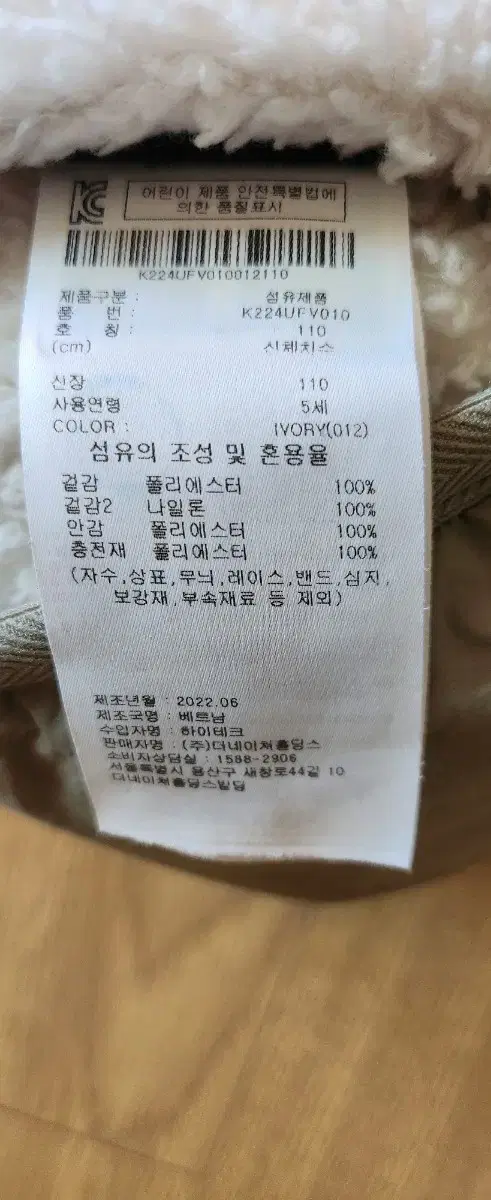 KC
어린이 제품 안전특별법에
의한 품질표시
K224UFV010012110
제품구분 : 섬유제품
품 번 : K224UFV010
호 칭 : 110
(cm) 신체치수
신장 110
사용연령 5세
COLOR : IVORY(012)
섬유의 조성 및 혼용율
겉감 폴리에스터 100%
겉감2 나일론 100%
안감 폴리에스터 100%
충전재 폴리에스터 100%
(자수,상표,무늬,레이스,밴드,심지,
보강재,부속재료 등 제외)
제조년월 : 2022.06
제조국명 : 베트남
수입자명 : 하이테크
판매자명 : (주)더네이쳐홀딩스
소비자상담실 : 1588-2906
서울특별시 용산구 새창로44길 10
더네이쳐홀딩스빌딩